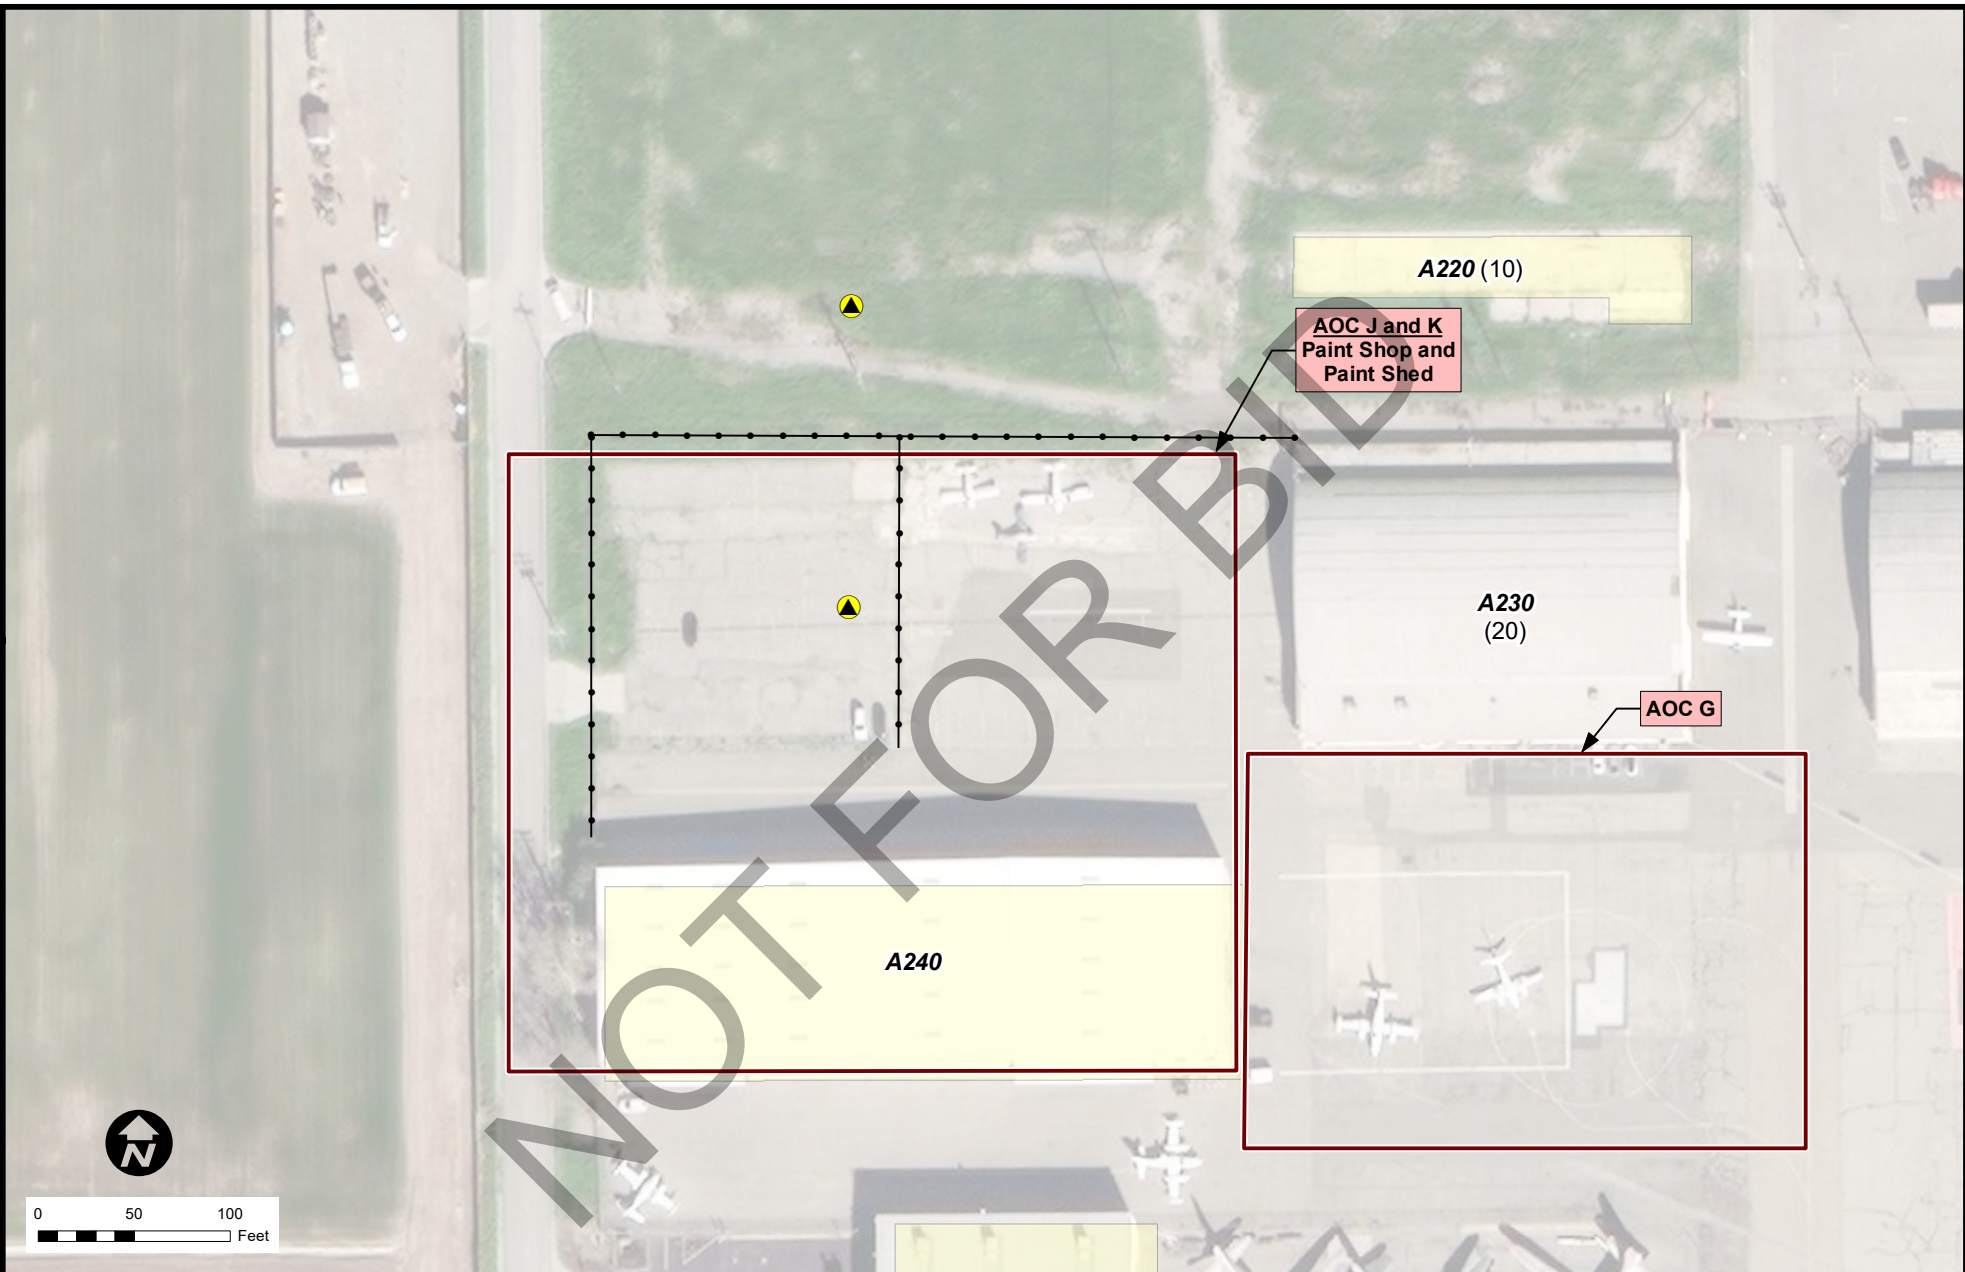 A220 (10)
AOC J and K
Paint Shop and
Paint Shed
A230
(20)
AOC G
A240
NOT FOR BID
N
0 50 100
Feet